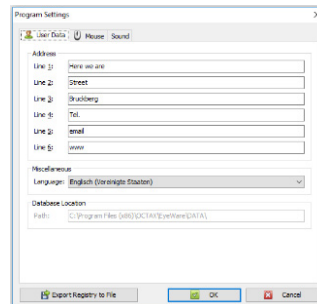 Program Settings
User Data Mouse Sound
Address
Line 1: Here we are
Line 2: Street
Line 3: Bruckberg
Line 4: Tel.
Line 5: email
Line 6: www
Miscellaneous
Language: Englisch (Vereinigte Staaten)
Database Location
Path: C:\Program Files (x86)\OCTAX\EyeWare\DATA\
Export Registry to File OK Cancel